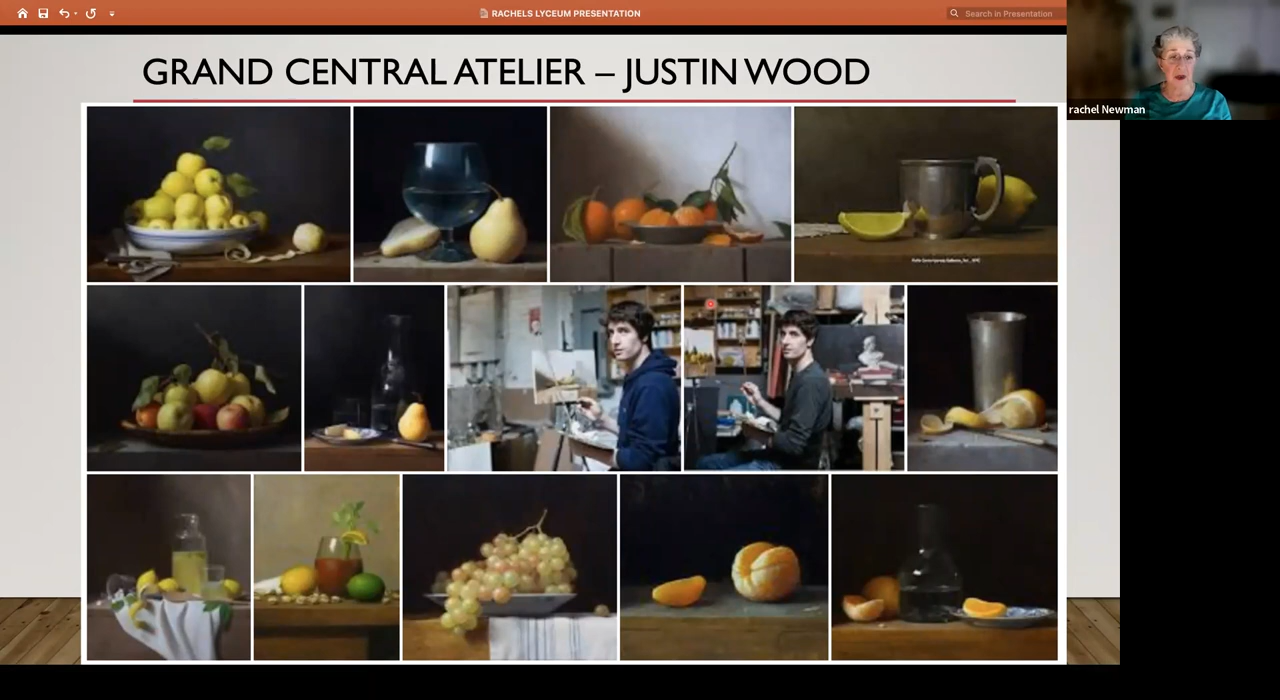 RACHELS LYCEUM PRESENTATION
Search in Presentation
GRAND CENTRAL ATELIER – JUSTIN WOOD
rachel Newman